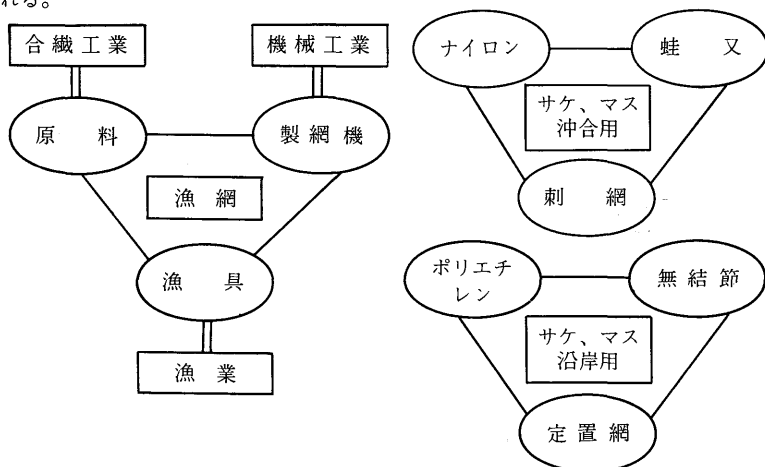 れる。
合繊工業
機械工業
原料
製網機
漁網
漁具
漁業
ナイロン
蛙又
サケ、マス
沖合用
刺網
ポリエチ
レン
無結節
サケ、マス
沿岸用
定置網